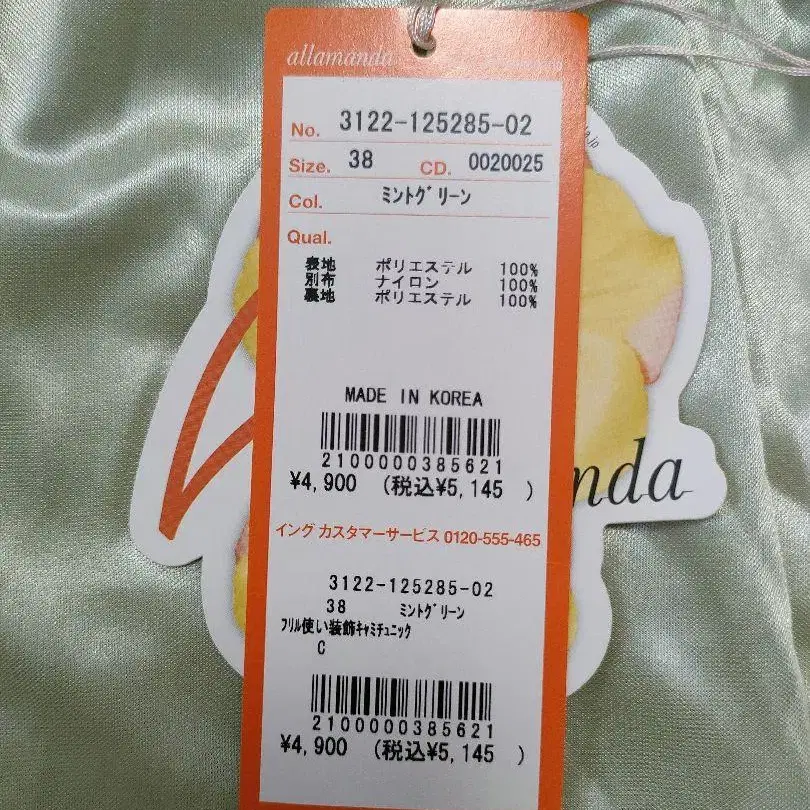 allamanda
No. 3122-125285-02
Size. 38 CD. 0020025
Col. ミントグリーン
Qual.
表地 ポリエステル 100%
別布 ナイロン 100%
裏地 ポリエステル 100%
MADE IN KOREA
2100000385621
¥4,900 (税込¥5,145 )
nda
イング カスタマーサービス 0120-555-465
3122-125285-02
38 ミントグリーン
フリル使い装飾キャミチュニック
C
2100000385621
¥4,900 (税込¥5,145 )